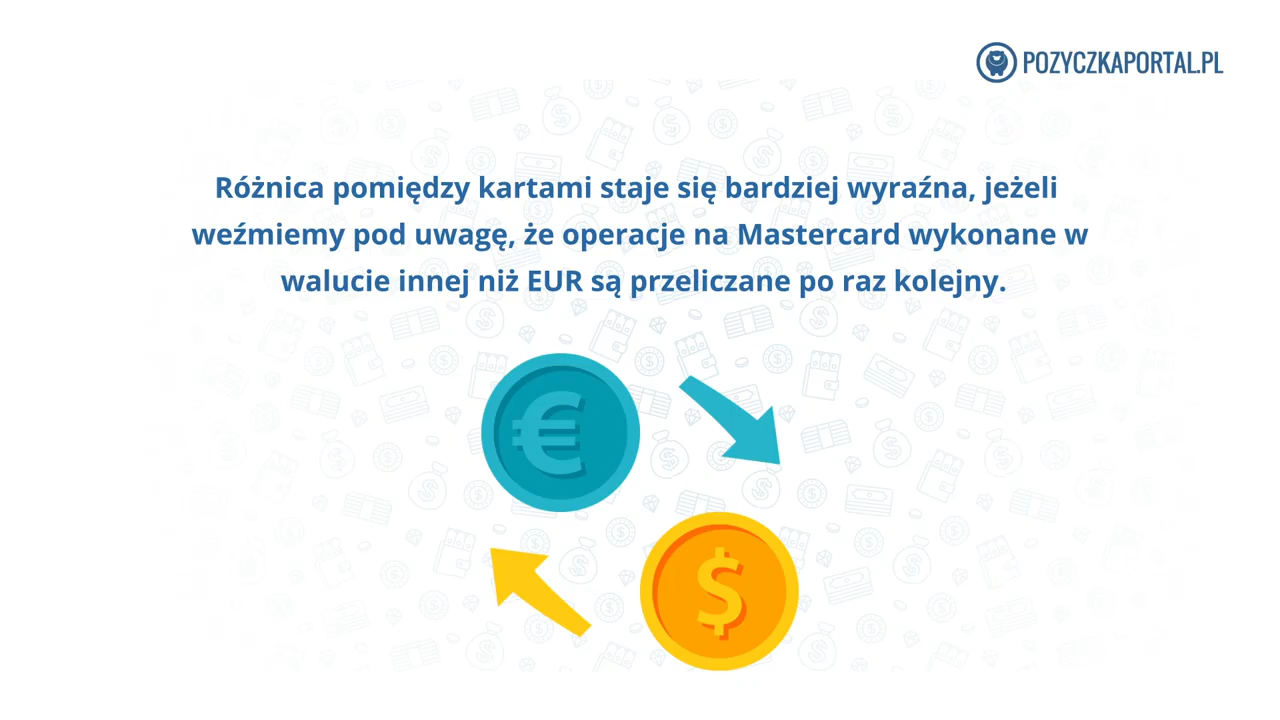 POZYCZKAPORTAL.PL
Różnica pomiędzy kartami staje się bardziej wyraźna, jeżeli
weźmiemy pod uwagę, że operacje na Mastercard wykonane w
walucie innej niż EUR są przeliczane po raz kolejny.
€
$